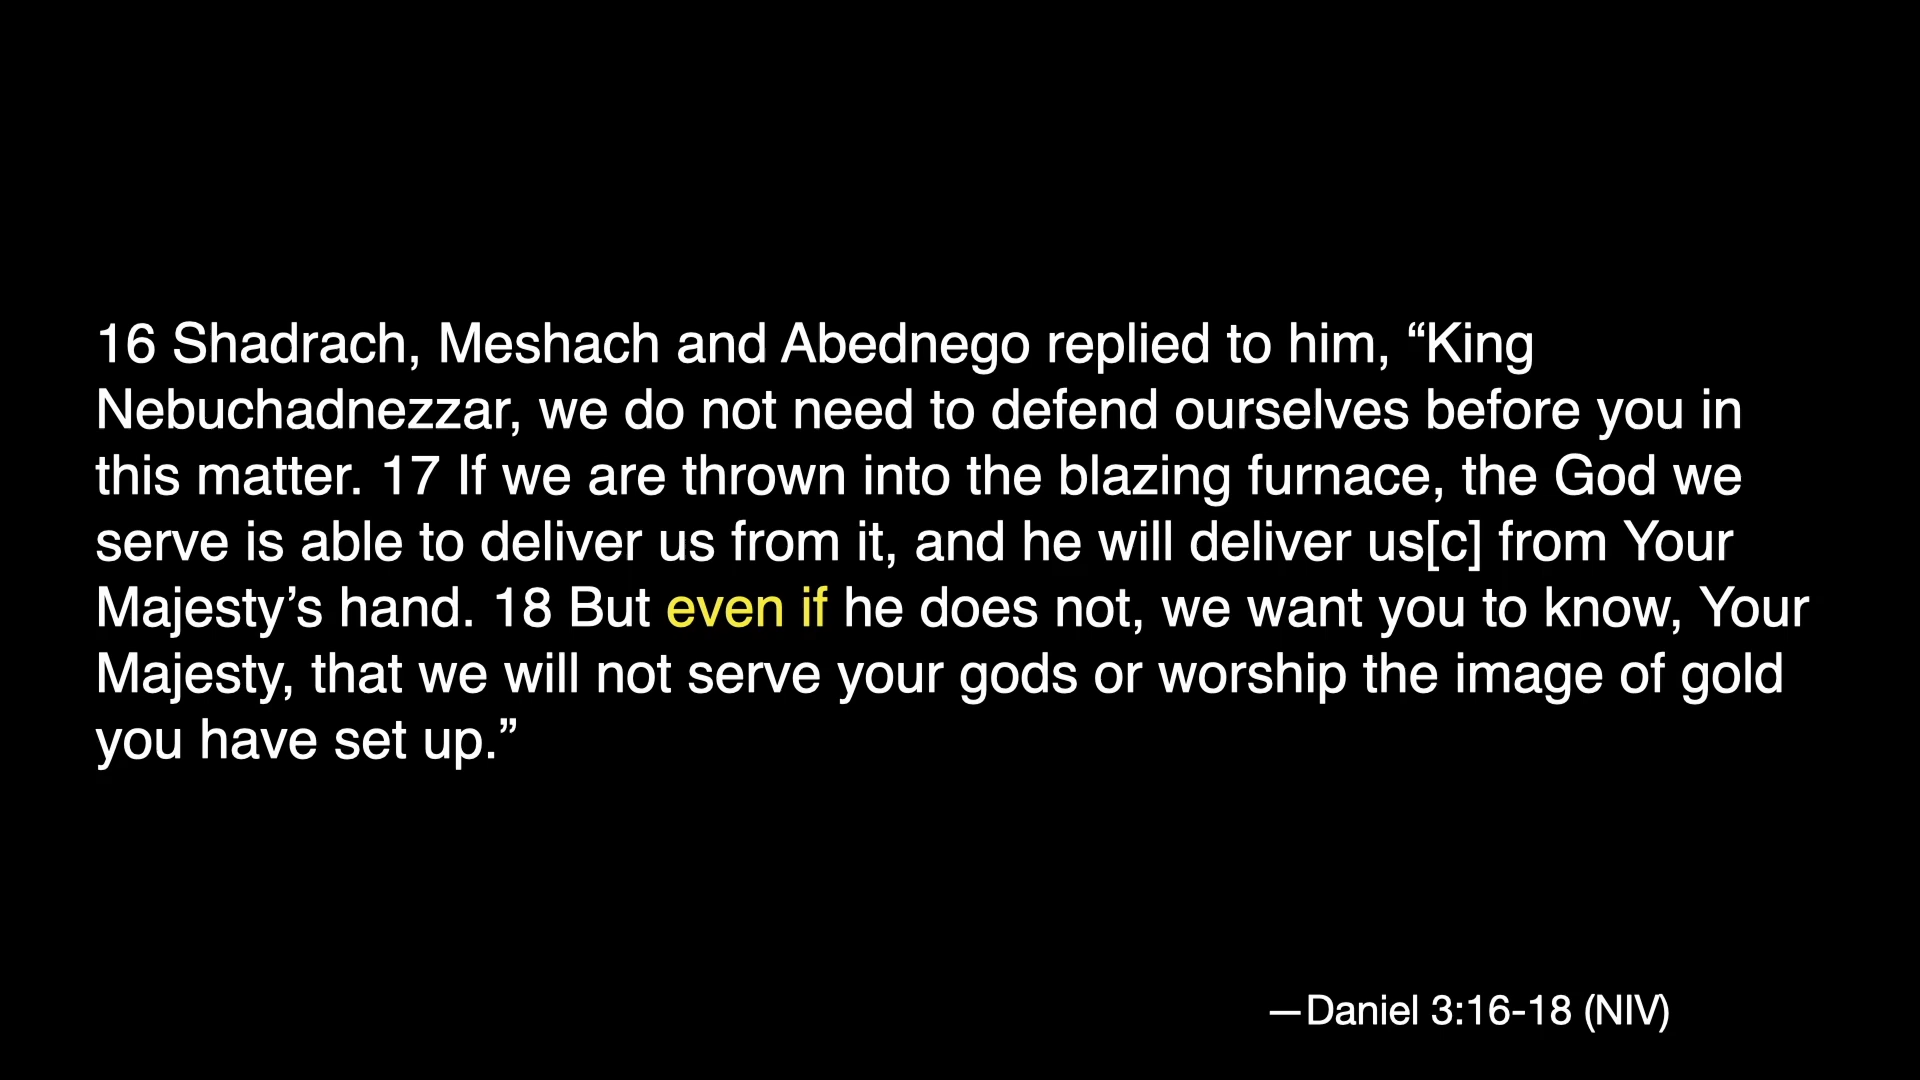 16 Shadrach, Meshach and Abednego replied to him, “King
Nebuchadnezzar, we do not need to defend ourselves before you in
this matter. 17 If we are thrown into the blazing furnace, the God we
serve is able to deliver us from it, and he will deliver us[c] from Your
Majesty’s hand. 18 But even if he does not, we want you to know, Your
Majesty, that we will not serve your gods or worship the image of gold
you have set up.”
—Daniel 3:16-18 (NIV)